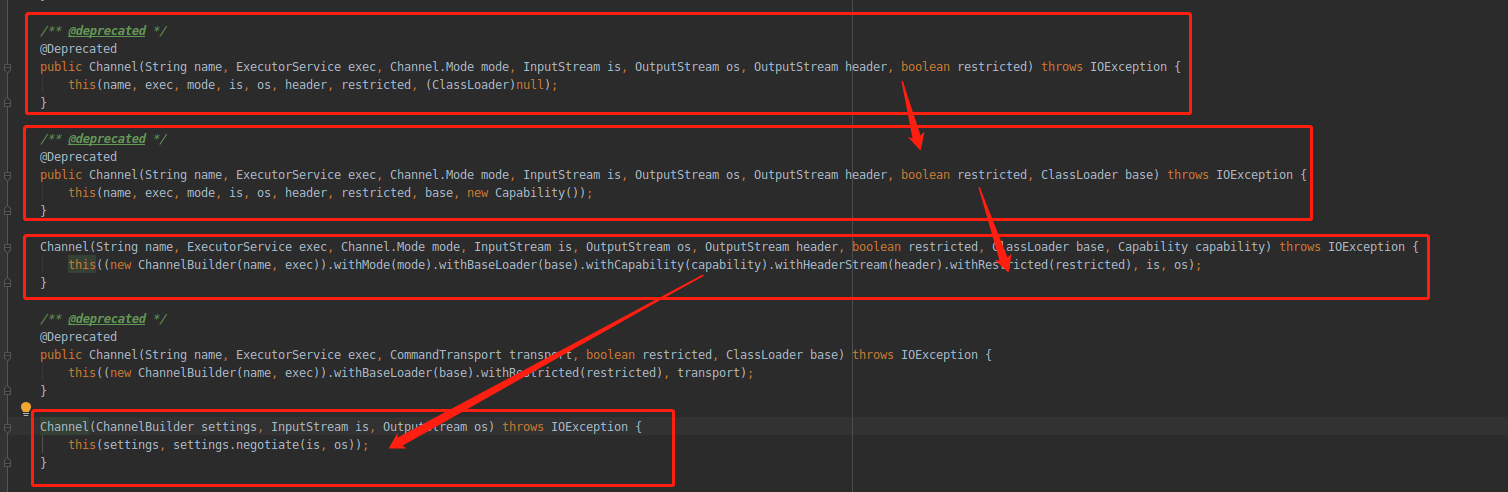 /** @deprecated */
@Deprecated
public Channel(String name, ExecutorService exec, Channel.Mode mode, InputStream is, OutputStream os, OutputStream header, boolean restricted) throws IOException {
this(name, exec, mode, is, os, header, restricted, (ClassLoader)null);
}
/** @deprecated */
@Deprecated
public Channel(String name, ExecutorService exec, Channel.Mode mode, InputStream is, OutputStream os, OutputStream header, boolean restricted, ClassLoader base) throws IOException {
this(name, exec, mode, is, os, header, restricted, base, new Capability());
}
Channel(String name, ExecutorService exec, Channel.Mode mode, InputStream is, OutputStream os, OutputStream header, boolean restricted, ClassLoader base, Capability capability) throws IOException {
this((new ChannelBuilder(name, exec)).withMode(mode).withBaseLoader(base).withCapability(capability).withHeaderStream(header).withRestricted(restricted), is, os);
}
/** @deprecated */
@Deprecated
public Channel(String name, ExecutorService exec, CommandTransport transport, boolean restricted, ClassLoader base) throws IOException {
this((new ChannelBuilder(name, exec)).withBaseLoader(base).withRestricted(restricted), transport);
}
Channel(ChannelBuilder settings, InputStream is, OutputStream os) throws IOException {
this(settings, settings.negotiate(is, os));
}